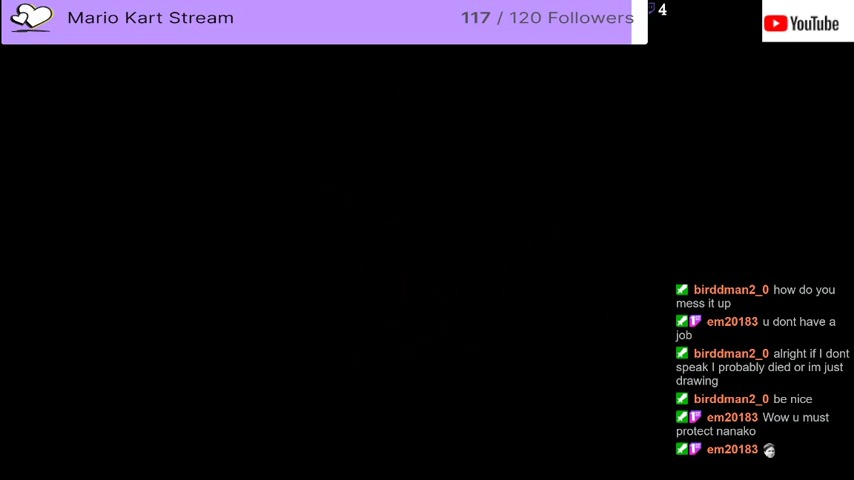 Mario Kart Stream
117 / 120 Followers
4
YouTube
birddman2_0 how do you
mess it up
em20183 u dont have a
job
birddman2_0 alright if I dont
speak I probably died or im just
drawing
birddman2_0 be nice
em20183 Wow u must
protect nanako
em20183